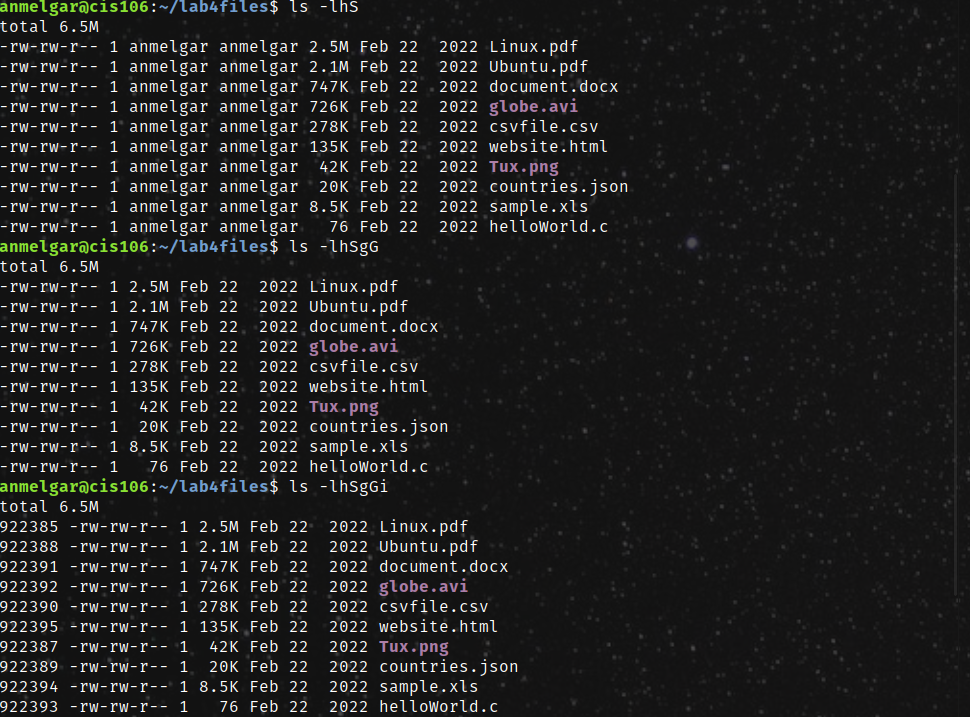 anmelgar@cis106:~/lab4files$ ls -lhS
total 6.5M
-rw-rw-r-- 1 anmelgar anmelgar 2.5M Feb 22  2022 Linux.pdf
-rw-rw-r-- 1 anmelgar anmelgar 2.1M Feb 22  2022 Ubuntu.pdf
-rw-rw-r-- 1 anmelgar anmelgar 747K Feb 22  2022 document.docx
-rw-rw-r-- 1 anmelgar anmelgar 726K Feb 22  2022 globe.avi
-rw-rw-r-- 1 anmelgar anmelgar 278K Feb 22  2022 csvfile.csv
-rw-rw-r-- 1 anmelgar anmelgar 135K Feb 22  2022 website.html
-rw-rw-r-- 1 anmelgar anmelgar  42K Feb 22  2022 Tux.png
-rw-rw-r-- 1 anmelgar anmelgar  20K Feb 22  2022 countries.json
-rw-rw-r-- 1 anmelgar anmelgar 8.5K Feb 22  2022 sample.xls
-rw-rw-r-- 1 anmelgar anmelgar   76 Feb 22  2022 helloWorld.c
anmelgar@cis106:~/lab4files$ ls -lhSgG
total 6.5M
-rw-rw-r-- 1 2.5M Feb 22  2022 Linux.pdf
-rw-rw-r-- 1 2.1M Feb 22  2022 Ubuntu.pdf
-rw-rw-r-- 1 747K Feb 22  2022 document.docx
-rw-rw-r-- 1 726K Feb 22  2022 globe.avi
-rw-rw-r-- 1 278K Feb 22  2022 csvfile.csv
-rw-rw-r-- 1 135K Feb 22  2022 website.html
-rw-rw-r-- 1  42K Feb 22  2022 Tux.png
-rw-rw-r-- 1  20K Feb 22  2022 countries.json
-rw-rw-r-- 1 8.5K Feb 22  2022 sample.xls
-rw-rw-r-- 1   76 Feb 22  2022 helloWorld.c
anmelgar@cis106:~/lab4files$ ls -lhSgGi
total 6.5M
922385 -rw-rw-r-- 1 2.5M Feb 22  2022 Linux.pdf
922388 -rw-rw-r-- 1 2.1M Feb 22  2022 Ubuntu.pdf
922391 -rw-rw-r-- 1 747K Feb 22  2022 document.docx
922392 -rw-rw-r-- 1 726K Feb 22  2022 globe.avi
922390 -rw-rw-r-- 1 278K Feb 22  2022 csvfile.csv
922395 -rw-rw-r-- 1 135K Feb 22  2022 website.html
922387 -rw-rw-r-- 1  42K Feb 22  2022 Tux.png
922389 -rw-rw-r-- 1  20K Feb 22  2022 countries.json
922394 -rw-rw-r-- 1 8.5K Feb 22  2022 sample.xls
922393 -rw-rw-r-- 1   76 Feb 22  2022 helloWorld.c